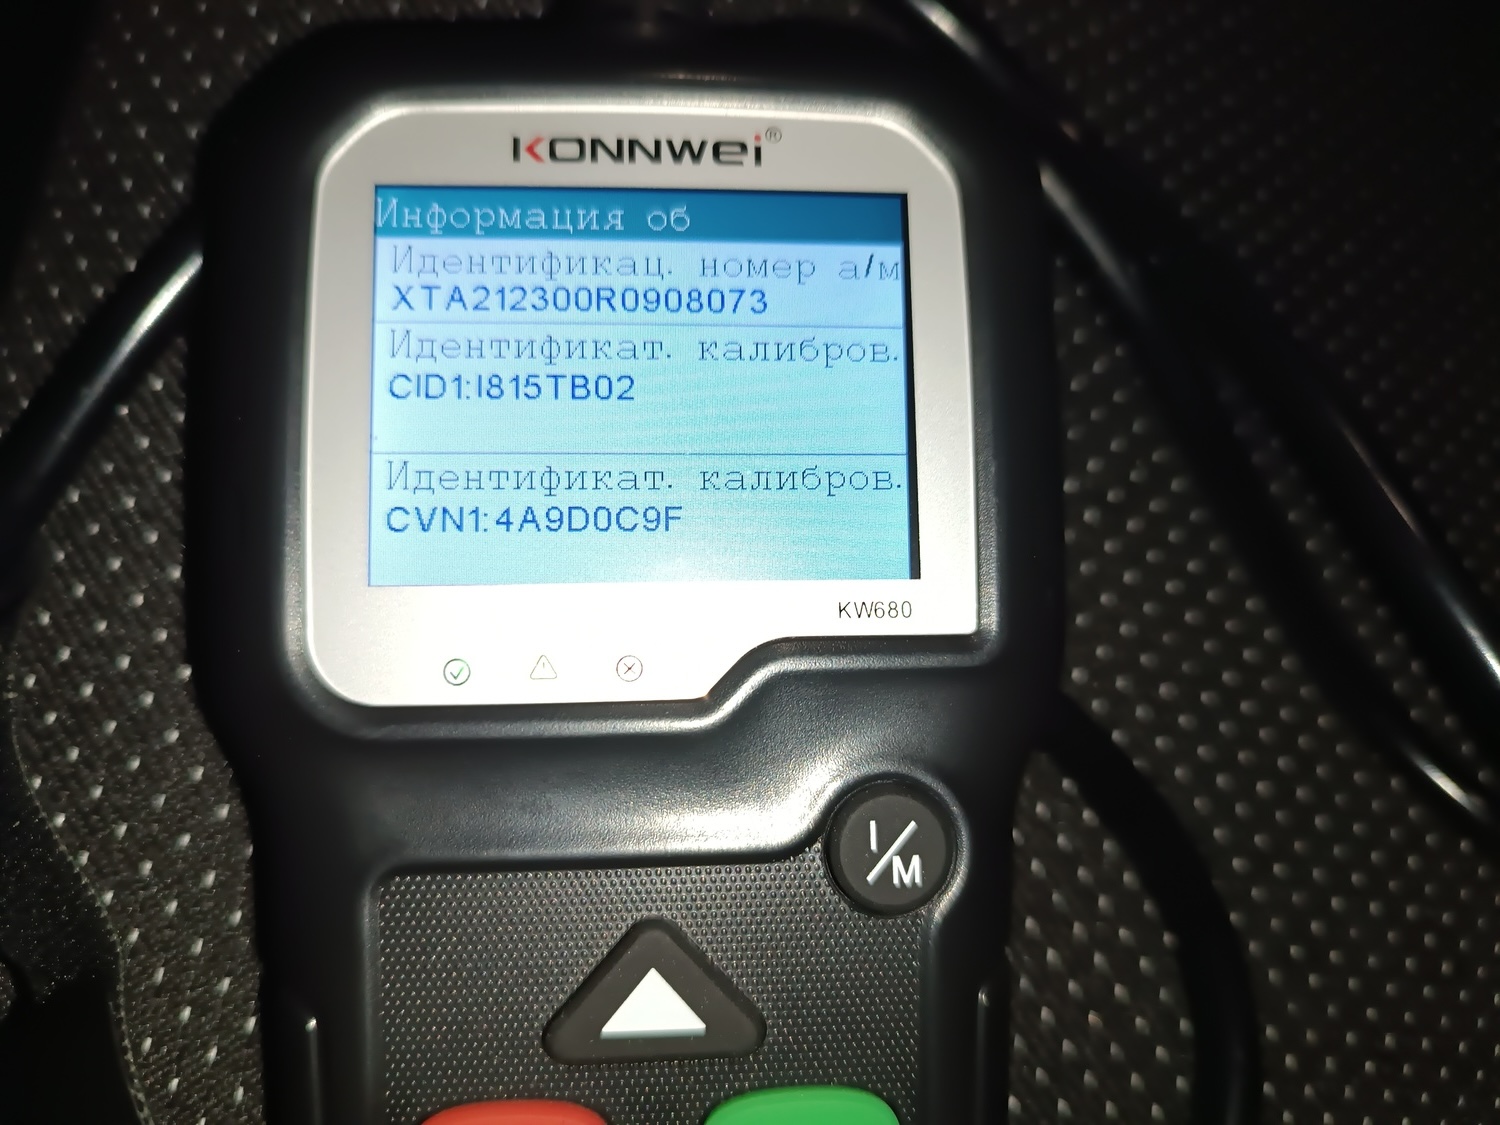 KONNWEI®
Информация об
Идентификац. номер а/м
XTA212300R0908073
Идентификат. калибров.
CID1:I815TB02
Идентификат. калибров.
CVN1:4A9D0C9F
KW680
I/M